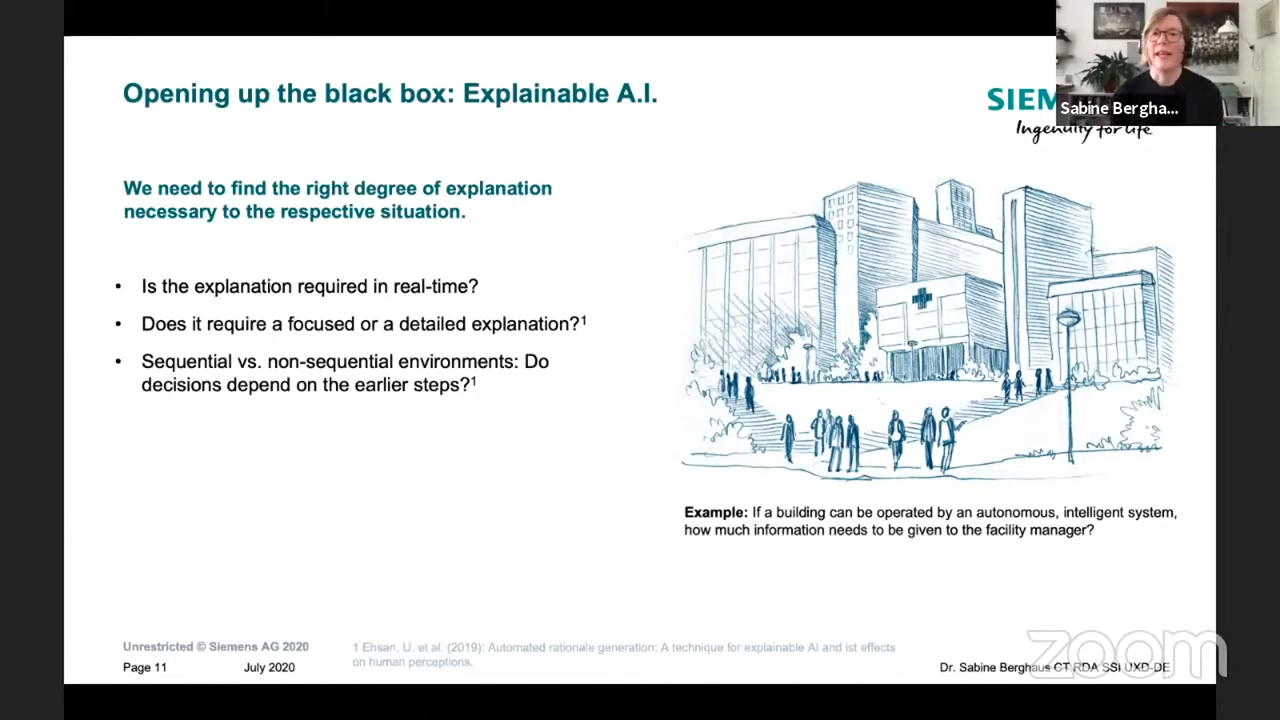 Opening up the black box: Explainable A.I.
SIEM
Ingenuity for life
Sabine Bergha...
We need to find the right degree of explanation
necessary to the respective situation.
• Is the explanation required in real-time?
• Does it require a focused or a detailed explanation?¹
• Sequential vs. non-sequential environments: Do
decisions depend on the earlier steps?¹
Example: If a building can be operated by an autonomous, intelligent system,
how much information needs to be given to the facility manager?
Unrestricted © Siemens AG 2020
Page 11 July 2020
1 Ehsan, U. et al. (2019): Automated rationale generation: A technique for explainable AI and ist effects
on human perceptions.
Dr. Sabine Berghaus CT RDA SSI UXD-DE
zoom